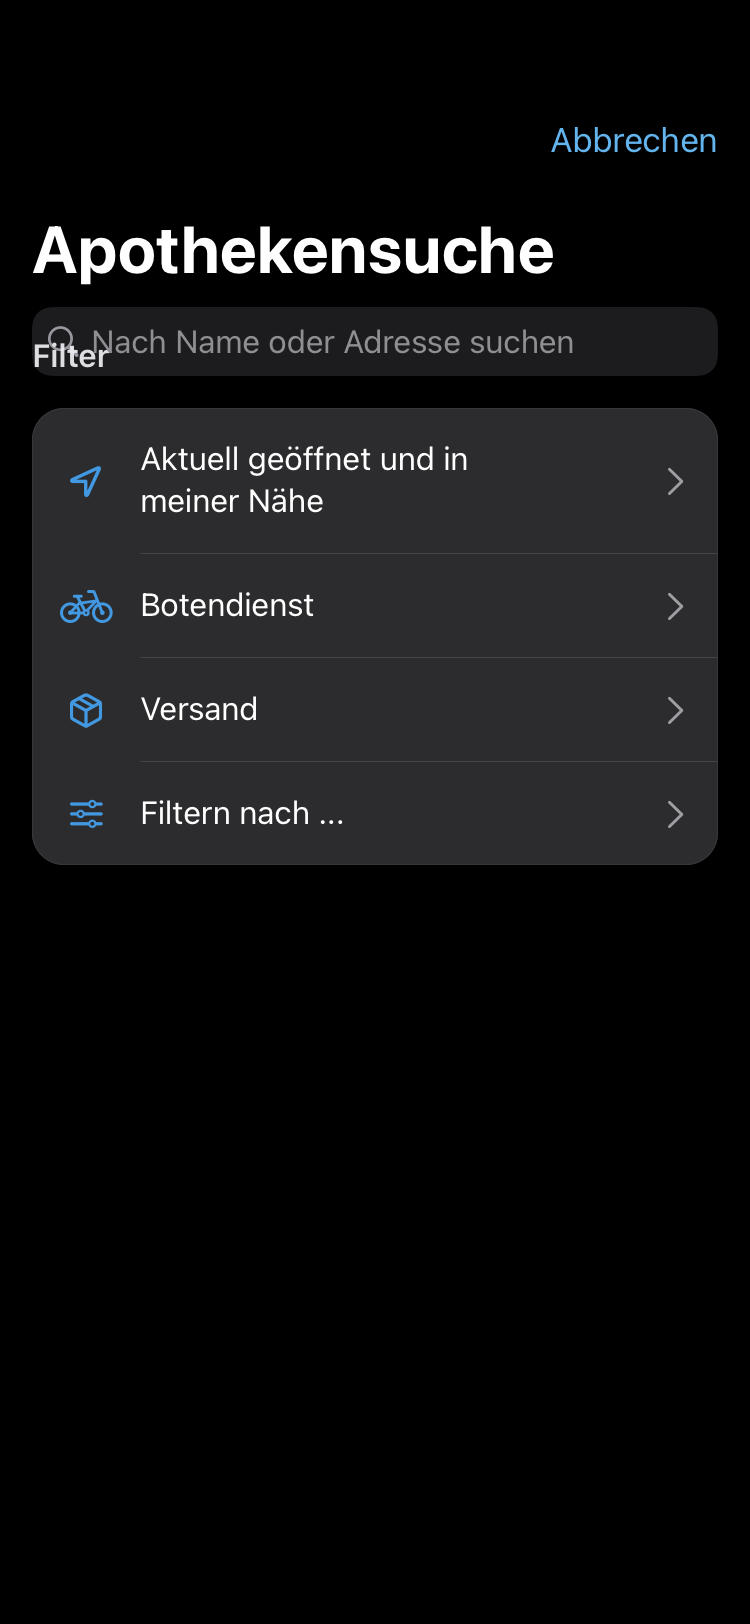 Abbrechen
Apothekensuche
Nach Name oder Adresse suchen
Filter
Aktuell geöffnet und in
meiner Nähe
Botendienst
Versand
Filtern nach ...